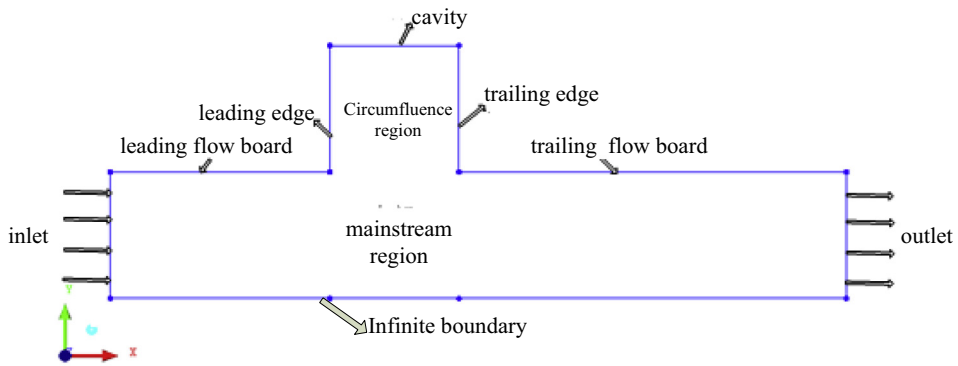 cavity
leading edge
Circumfluence
region
trailing edge
leading flow board
trailing flow board
inlet
mainstream
region
outlet
Infinite boundary
Y
X